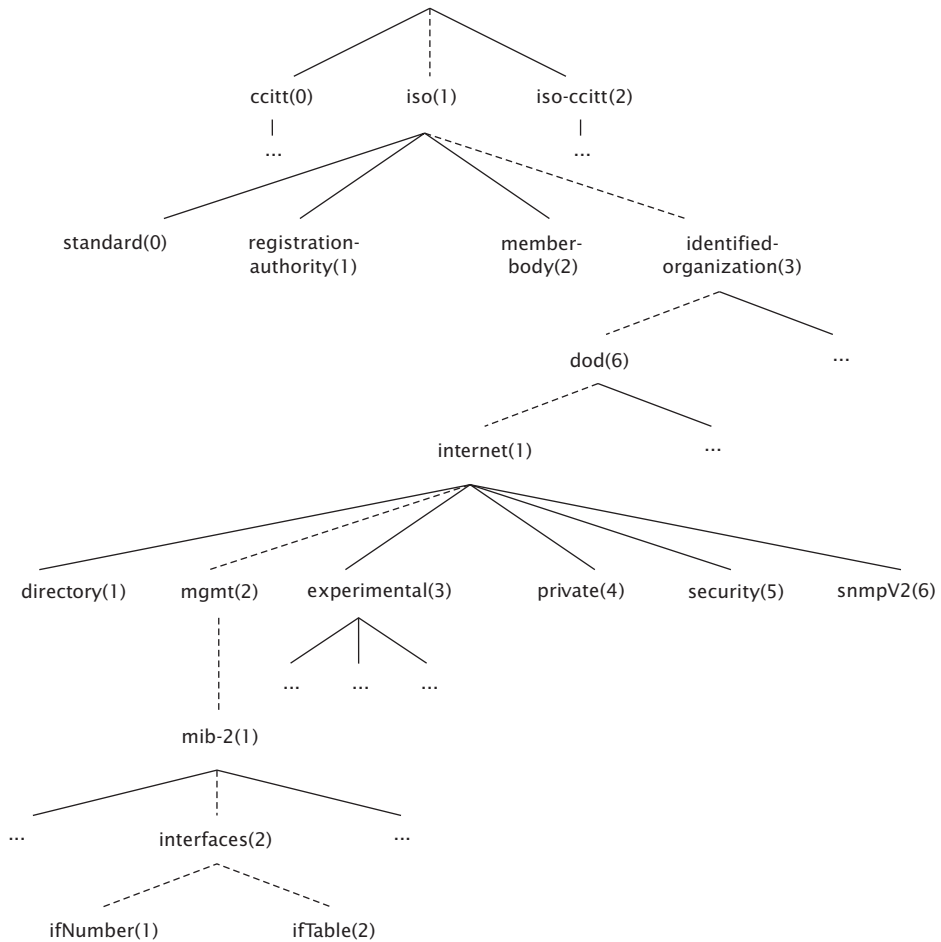 ccitt(0) iso(1) iso-ccitt(2)
... ...
standard(0) registration- member- identified-
authority(1) body(2) organization(3)
dod(6) ...
internet(1) ...
directory(1) mgmt(2) experimental(3) private(4) security(5) snmpV2(6)
... ... ...
mib-2(1)
... interfaces(2) ...
ifNumber(1) ifTable(2)